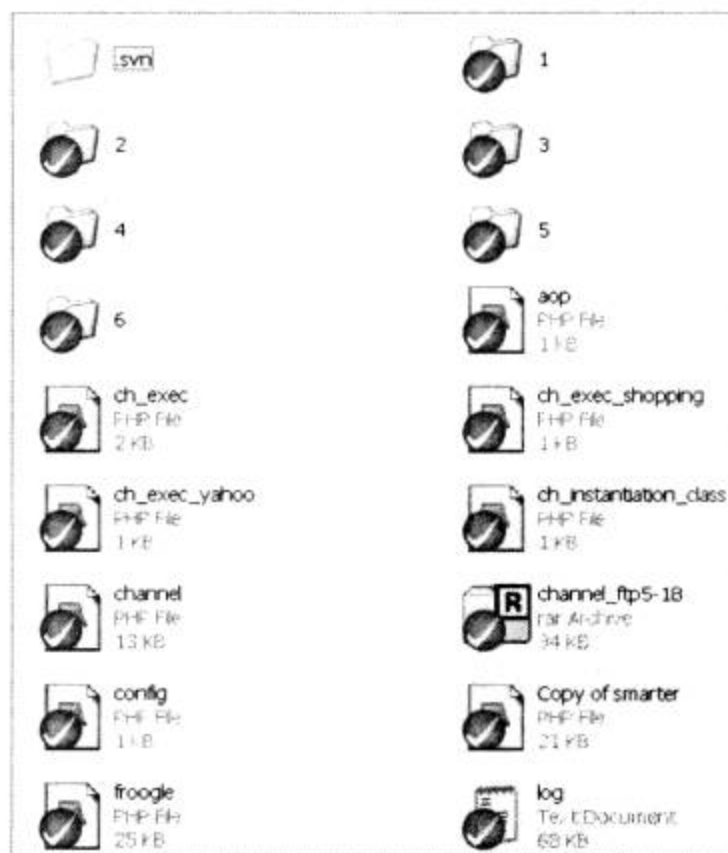 .svn
1
2
3
4
5
6
aop
PHP File
1 KB
ch_exec
PHP File
2 KB
ch_exec_shopping
PHP File
1 KB
ch_exec_yahoo
PHP File
1 KB
ch_instantiation_class
PHP File
1 KB
channel
PHP File
13 KB
channel_ftp5-18
R
rar Archive
94 KB
config
PHP File
1 KB
Copy of smarter
PHP File
21 KB
froogle
PHP File
25 KB
log
Text Document
68 KB